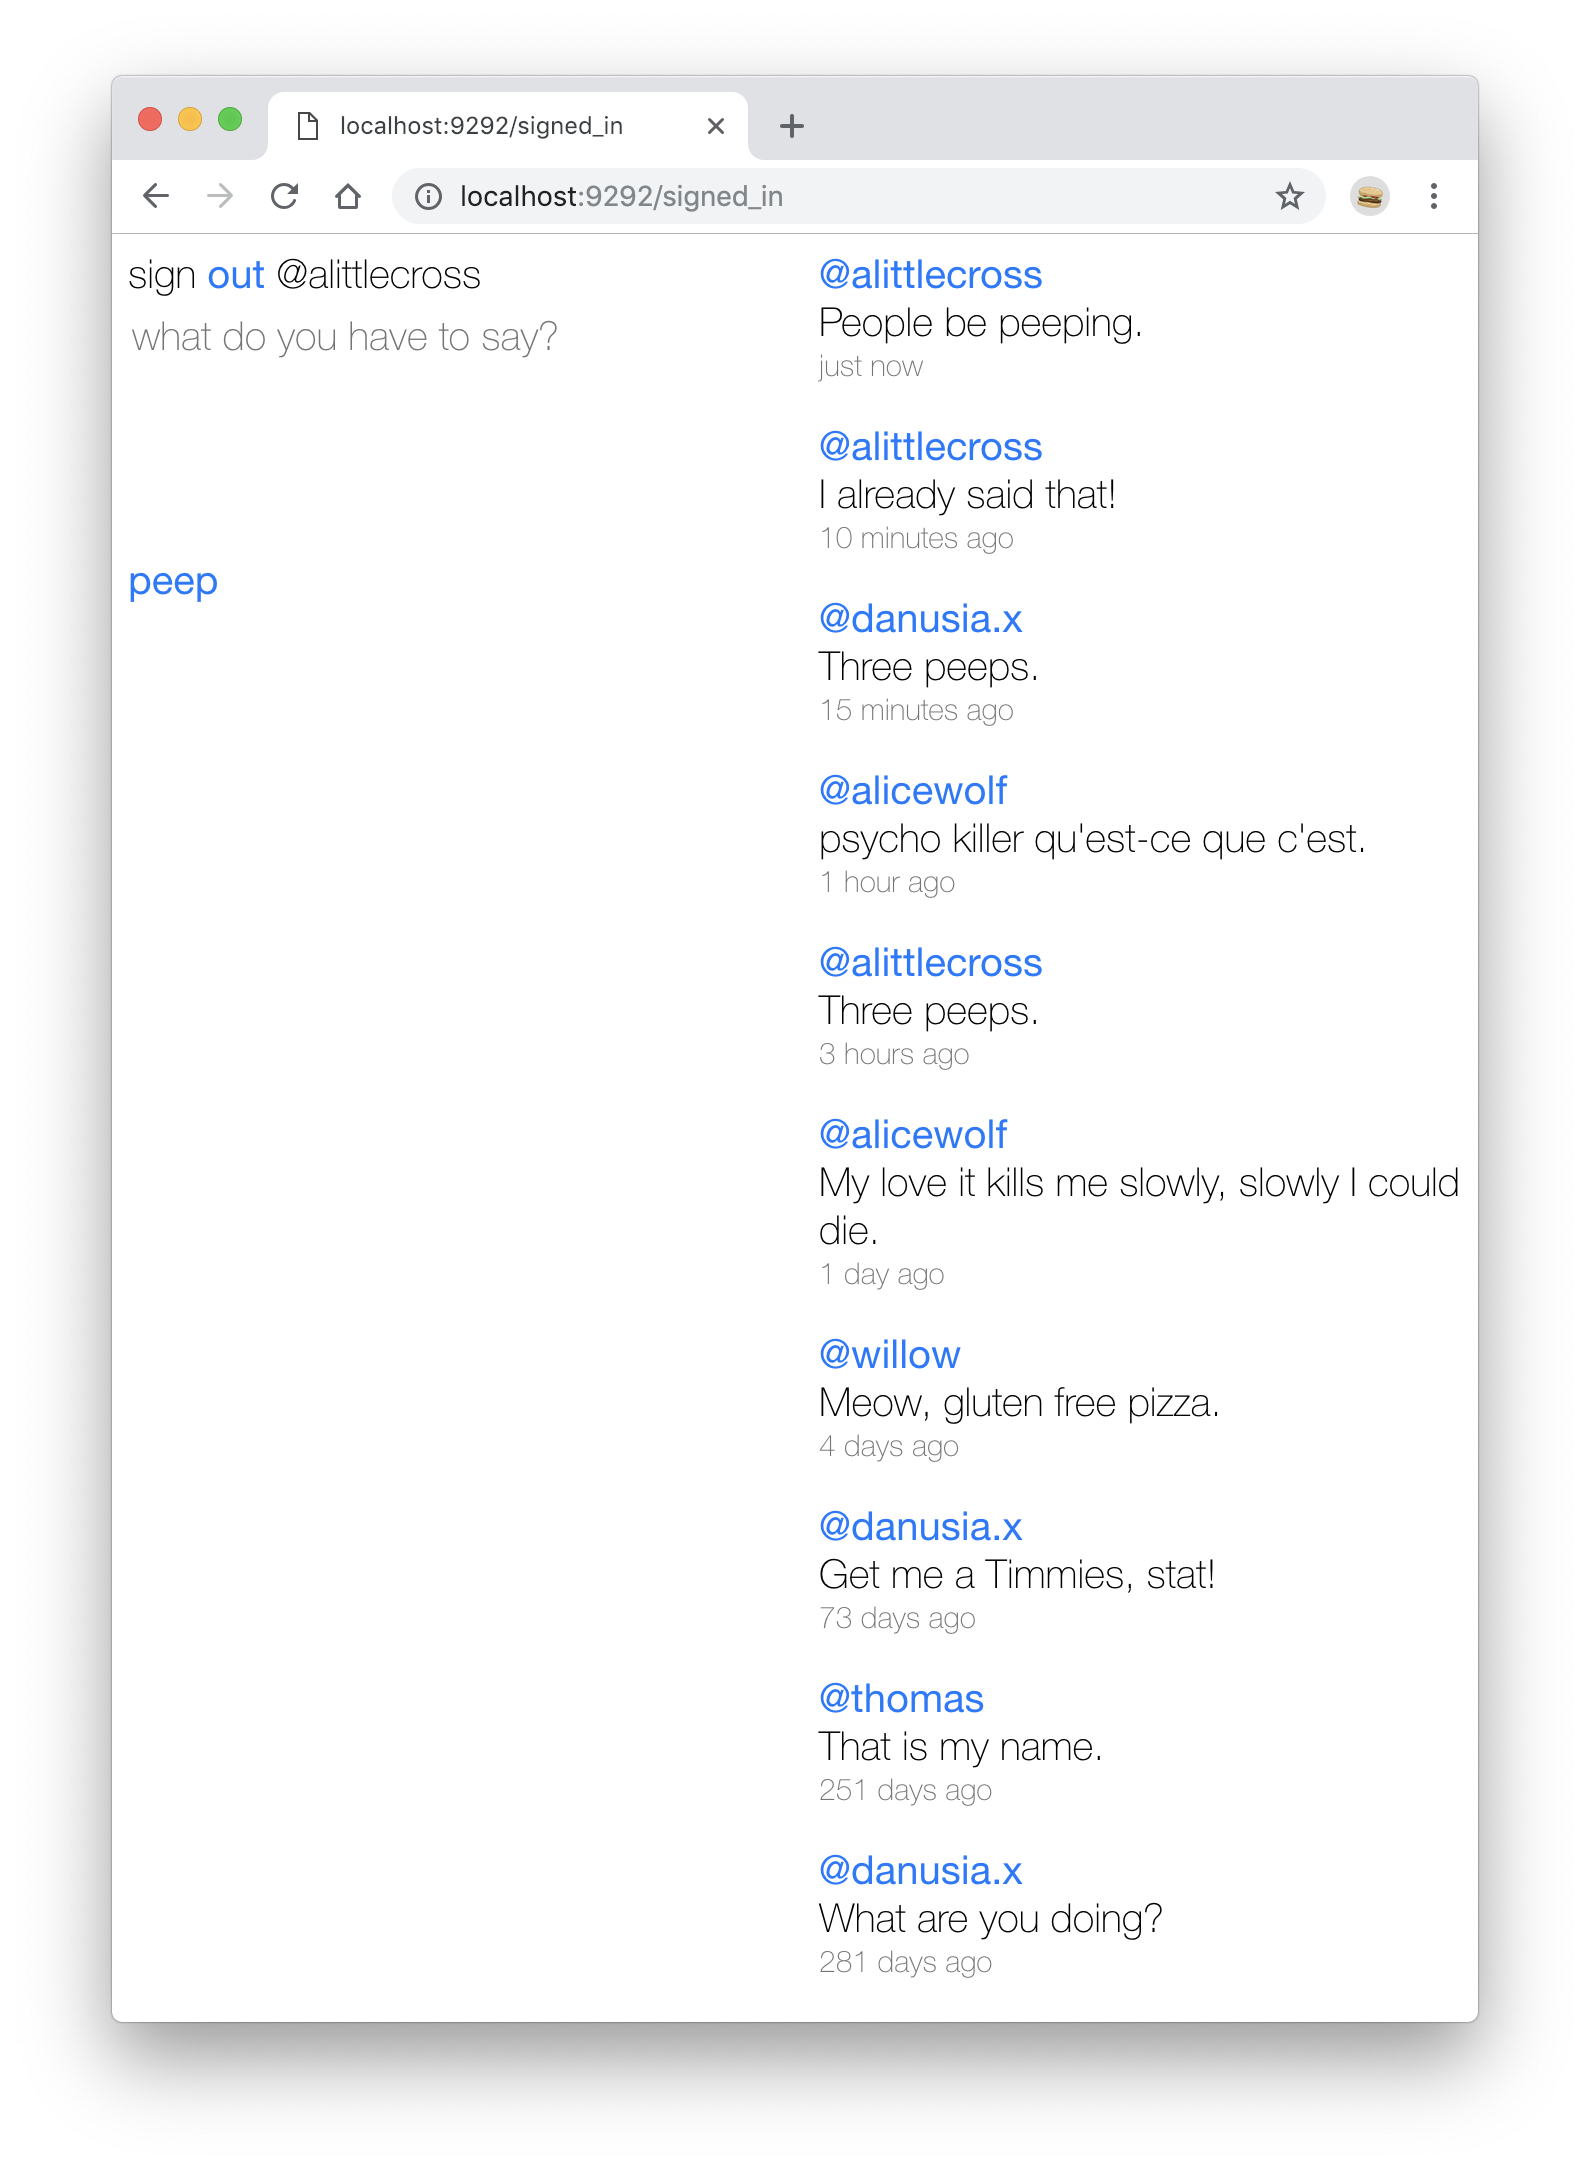 localhost:9292/signed_in
localhost:9292/signed_in
sign out @alittlecross
what do you have to say?
peep
@alittlecross
People be peeping.
just now
@alittlecross
I already said that!
10 minutes ago
@danusia.x
Three peeps.
15 minutes ago
@alicewolf
psycho killer qu'est-ce que c'est.
1 hour ago
@alittlecross
Three peeps.
3 hours ago
@alicewolf
My love it kills me slowly, slowly I could
die.
1 day ago
@willow
Meow, gluten free pizza.
4 days ago
@danusia.x
Get me a Timmies, stat!
73 days ago
@thomas
That is my name.
251 days ago
@danusia.x
What are you doing?
281 days ago